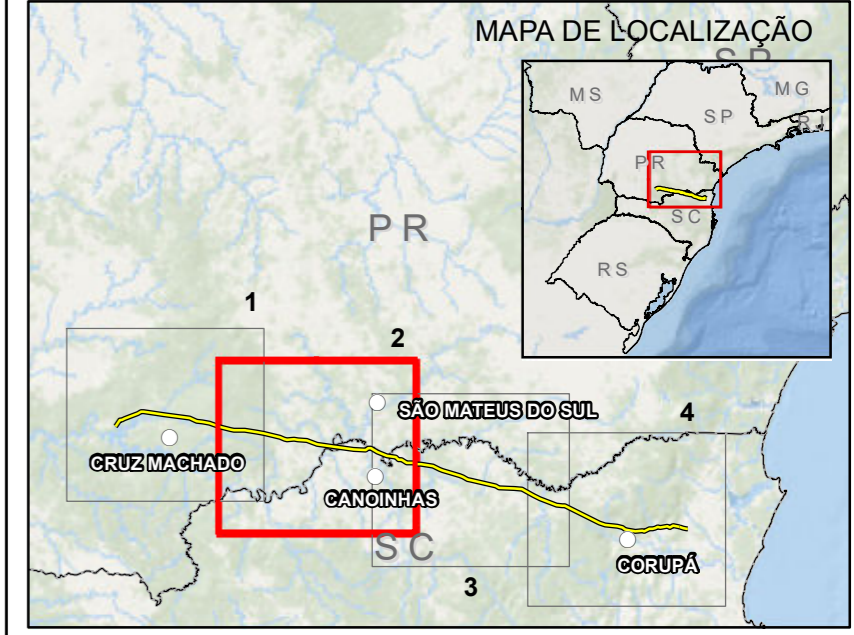 MAPA DE LOCALIZAÇÃO
S P
M S
M G
S P
R J
P R
S C
R S
P R
1
2
SÃO MATEUS DO SUL
4
CRUZ MACHADO
CANOINHAS
S C
3
CORUPÁ